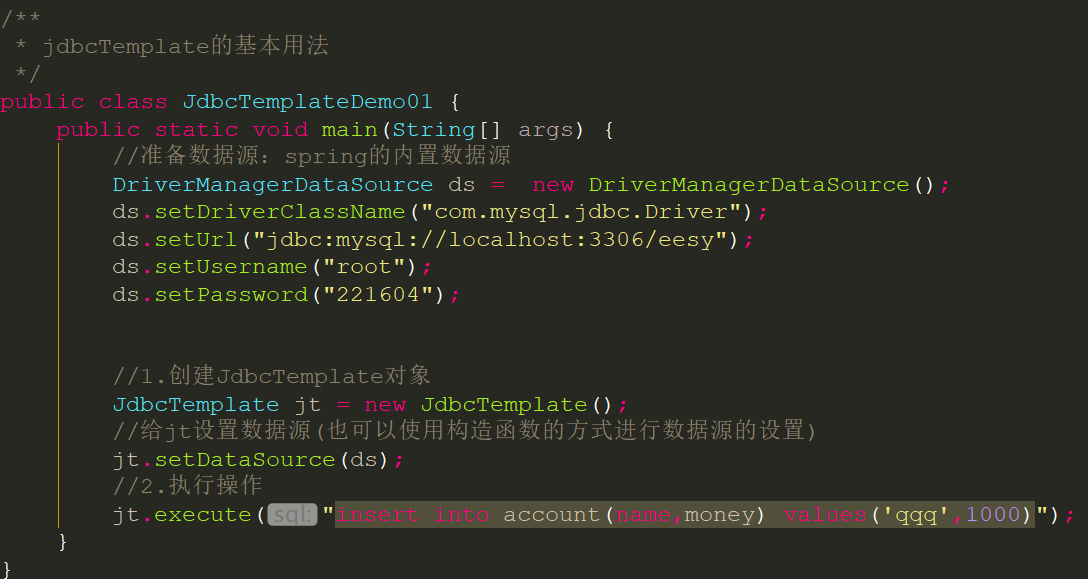 /**
 * jdbcTemplate的基本用法
 */
public class JdbcTemplateDemo01 {
    public static void main(String[] args) {
        //准备数据源：spring的内置数据源
        DriverManagerDataSource ds =  new DriverManagerDataSource();
        ds.setDriverClassName("com.mysql.jdbc.Driver");
        ds.setUrl("jdbc:mysql://localhost:3306/eesy");
        ds.setUsername("root");
        ds.setPassword("221604");
        //1.创建JdbcTemplate对象
        JdbcTemplate jt = new JdbcTemplate();
        //给jt设置数据源(也可以使用构造函数的方式进行数据源的设置)
        jt.setDataSource(ds);
        //2.执行操作
        jt.execute(sql:"insert into account(name,money) values('qqq',1000)");
    }
}